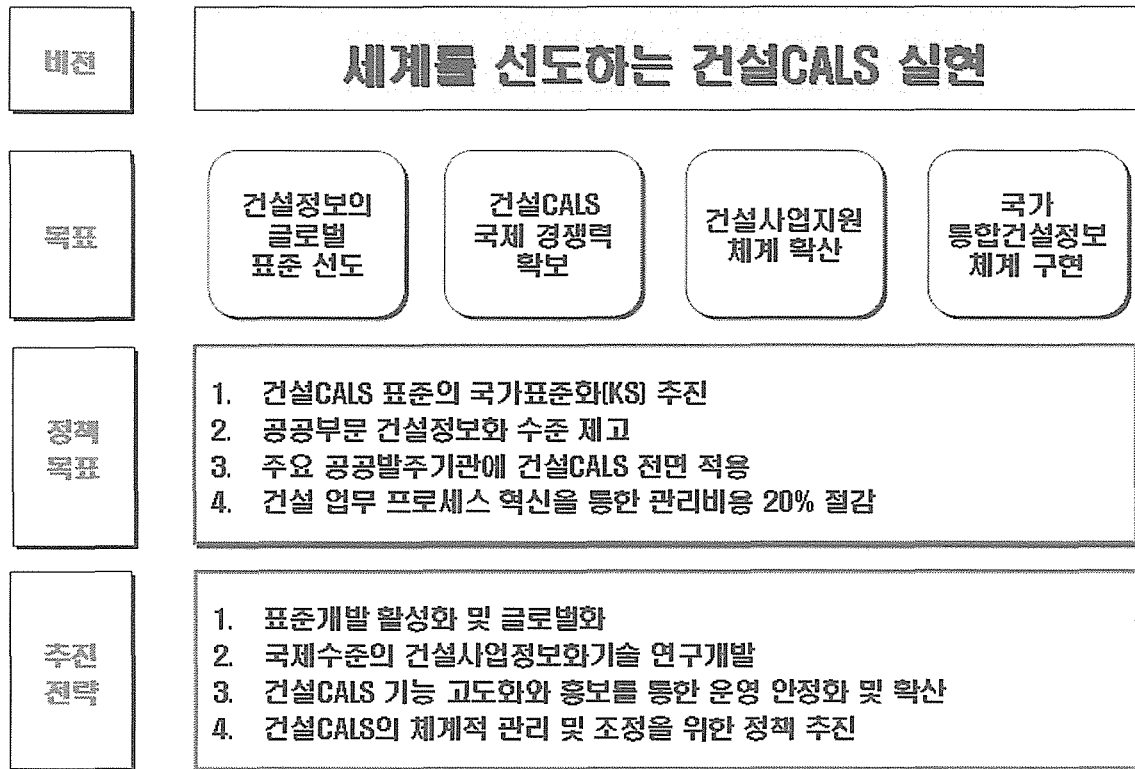 비전
세계를 선도하는 건설CALS 실현
목표
건설정보의
글로벌
표준 선도
건설CALS
국제 경쟁력
확보
건설사업지원
체계 확산
국가
통합건설정보
체계 구현
정책
목표
1. 건설CALS 표준의 국가표준화(KS) 추진
2. 공공부문 건설정보화 수준 제고
3. 주요 공공발주기관에 건설CALS 전면 적용
4. 건설 업무 프로세스 혁신을 통한 관리비용 20% 절감
추진
전략
1. 표준개발 활성화 및 글로벌화
2. 국제수준의 건설사업정보화기술 연구개발
3. 건설CALS 기능 고도화와 홍보를 통한 운영 안정화 및 확산
4. 건설CALS의 체계적 관리 및 조정을 위한 정책 추진